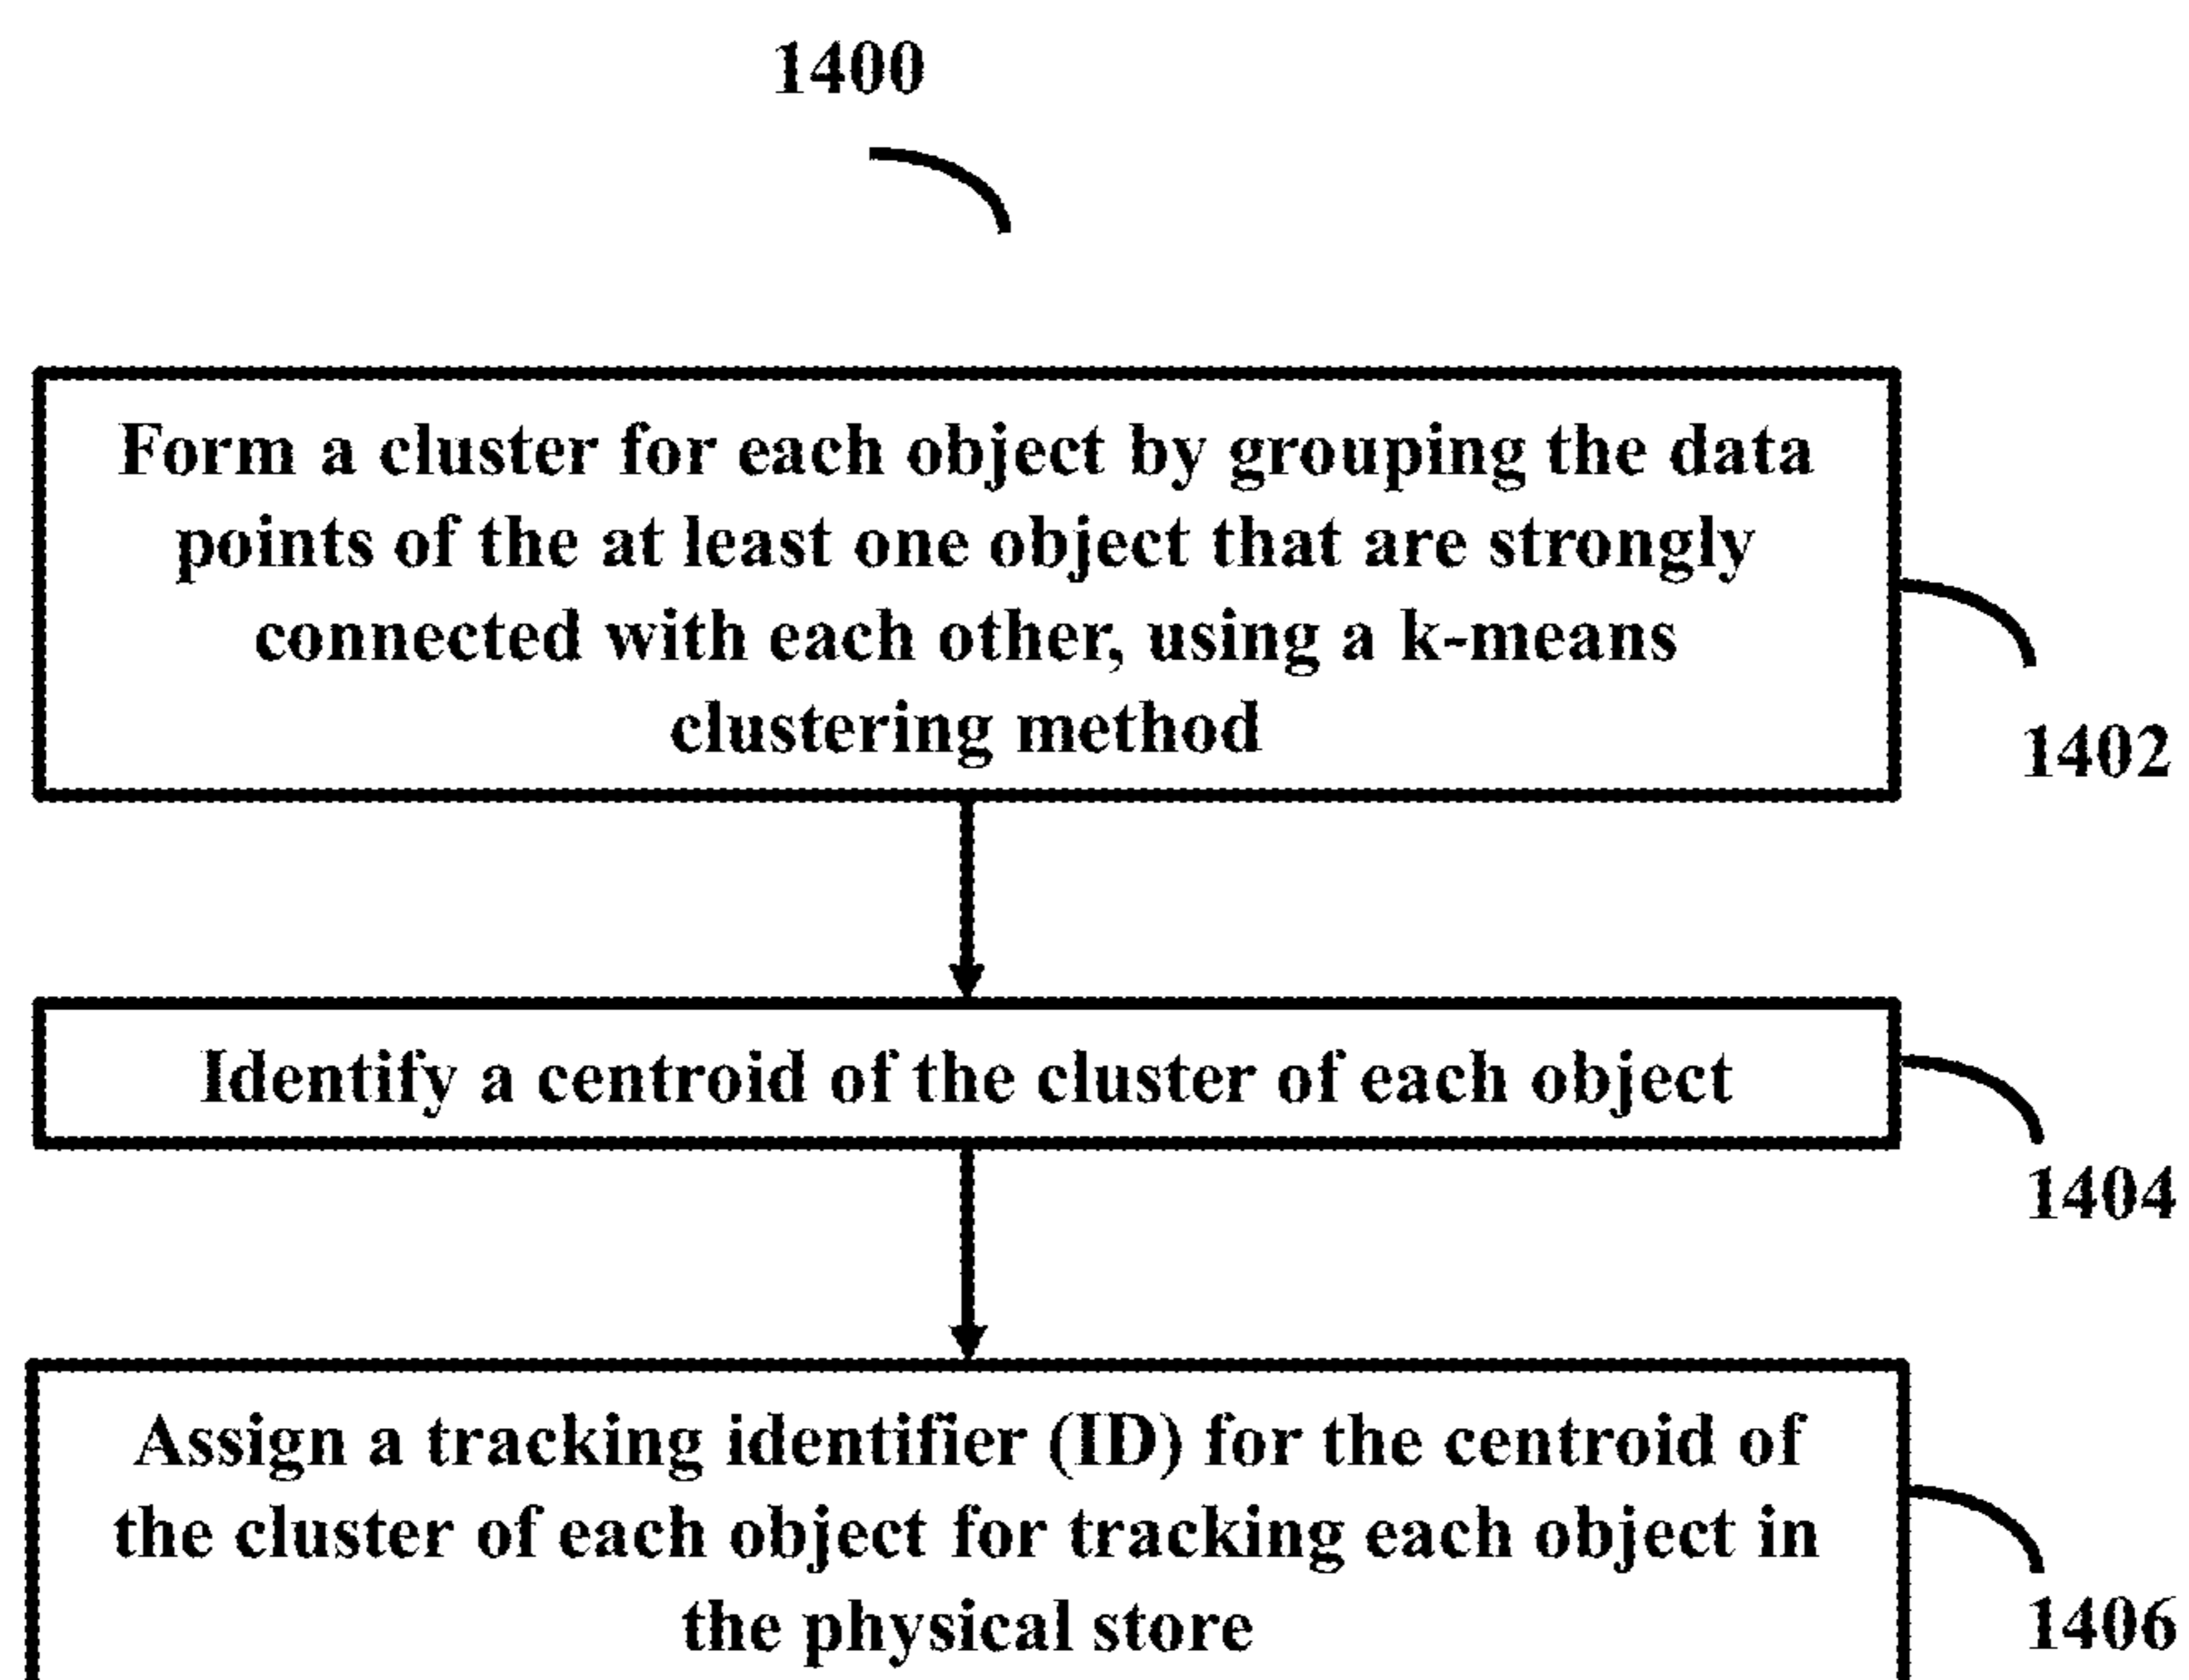 1400
Form a cluster for each object by grouping the data
points of the at least one object that are strongly
connected with each other, using a k-means
clustering method
1402
Identify a centroid of the cluster of each object
1404
Assign a tracking identifier (ID) for the centroid of
the cluster of each object for tracking each object in
the physical store
1406